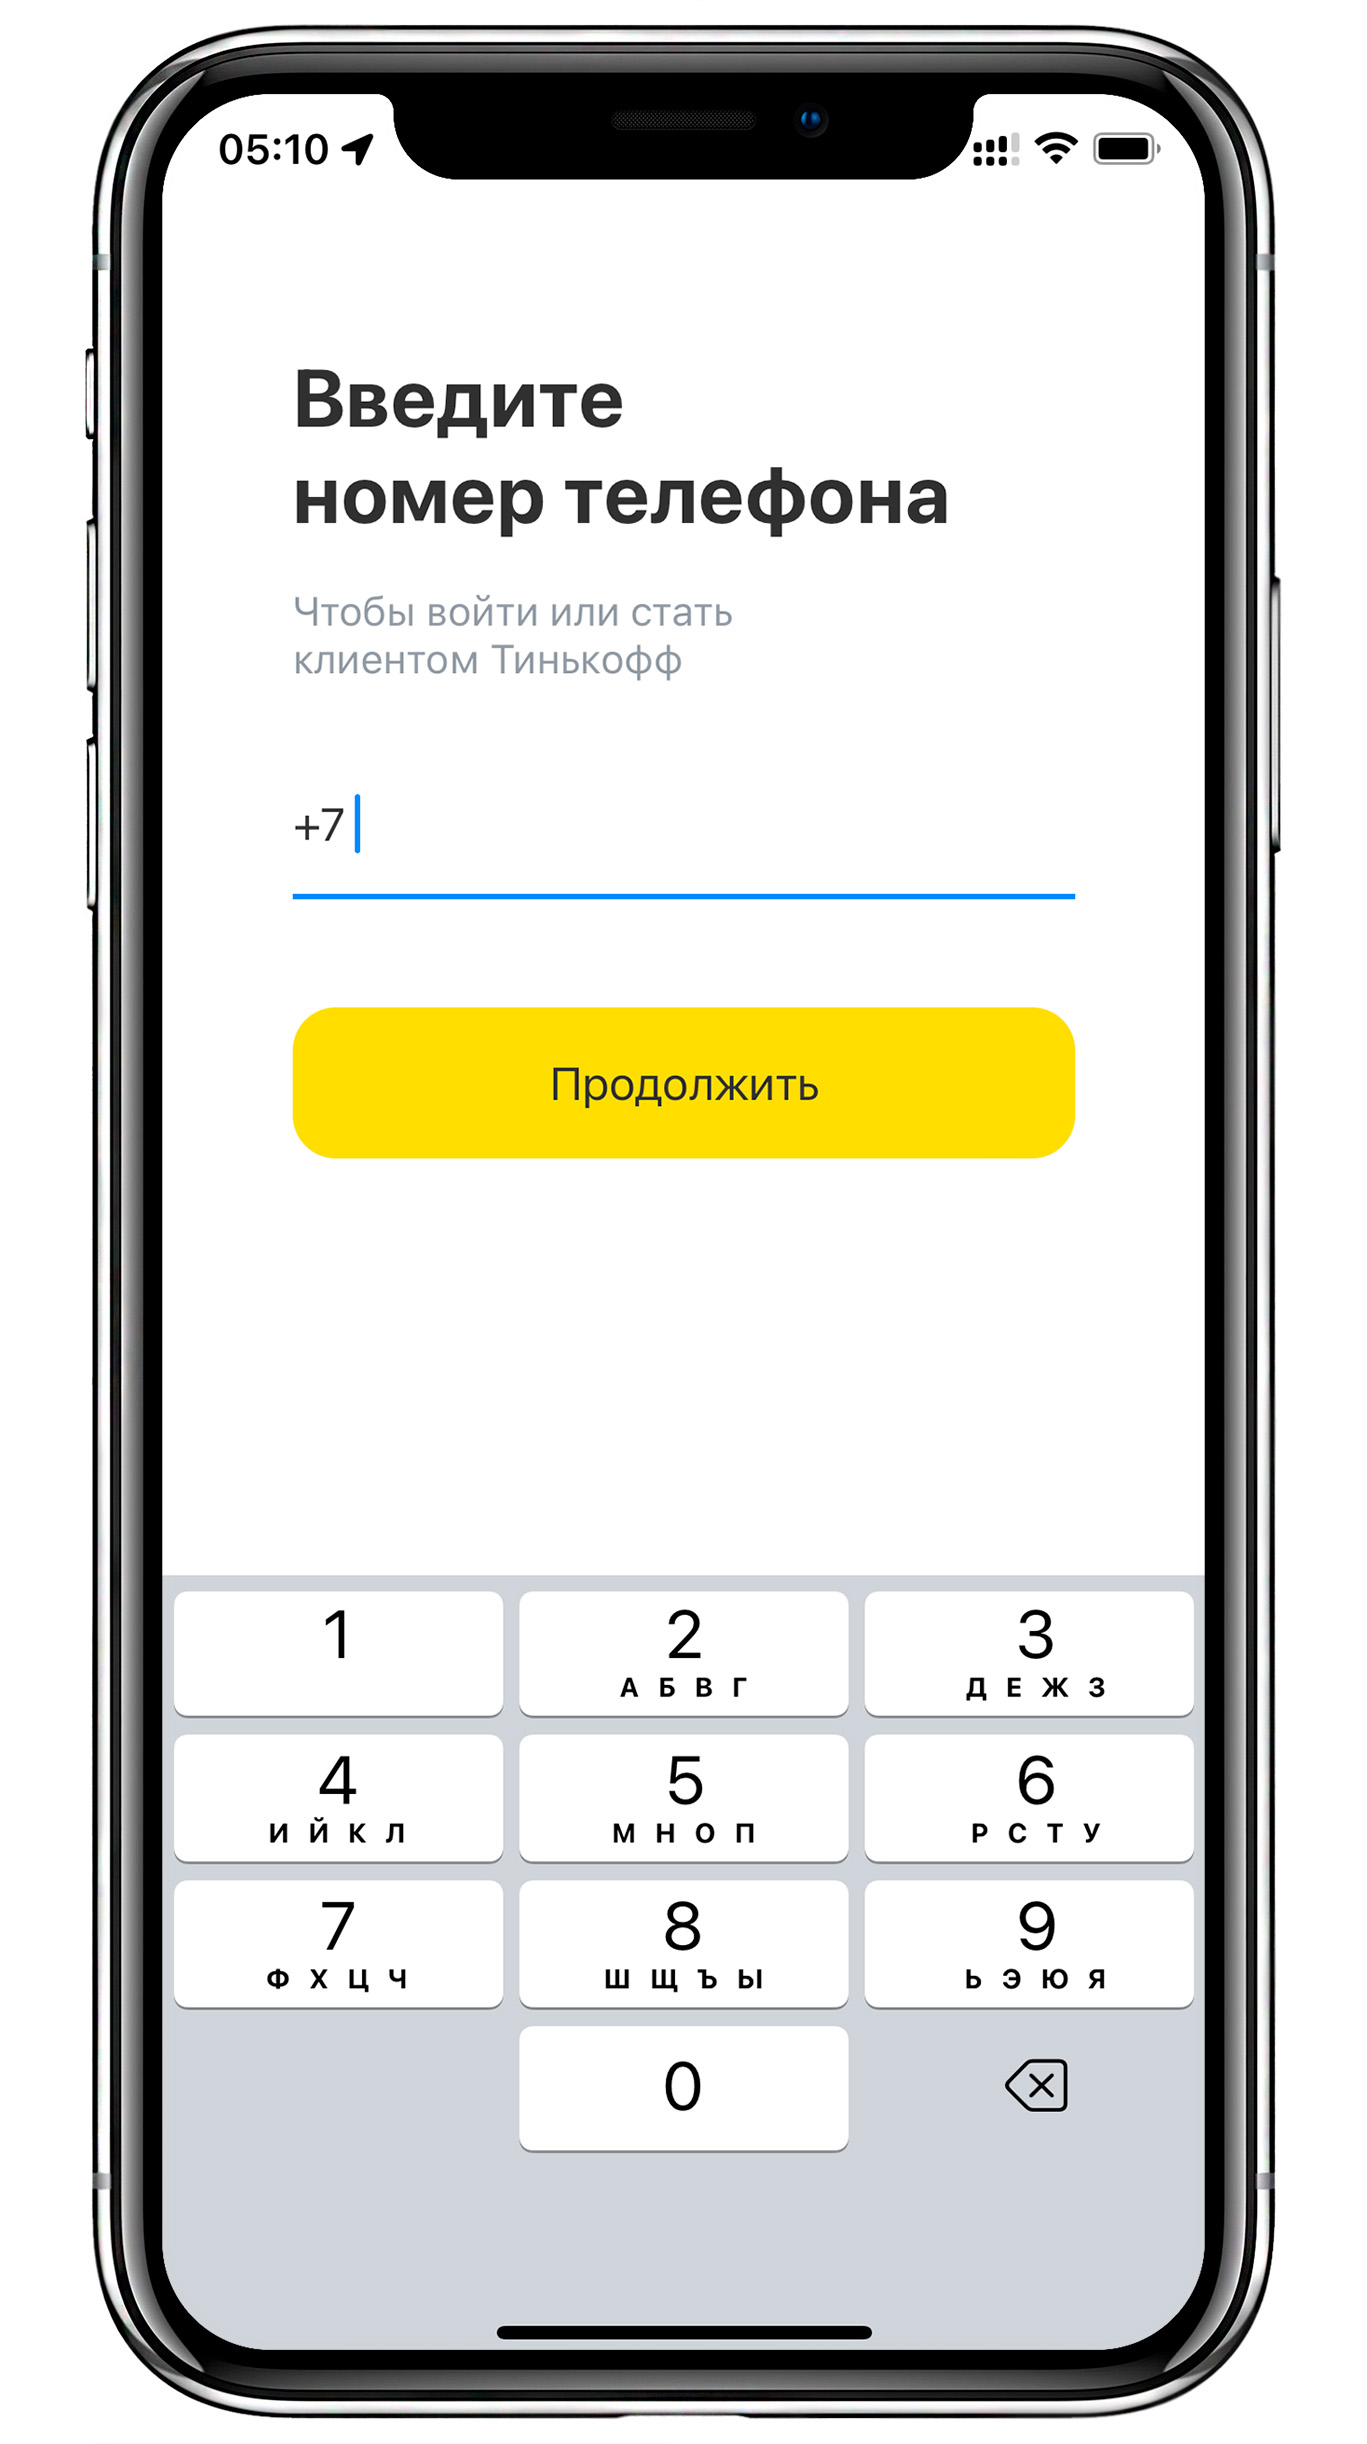 05:10
Введите
номер телефона
Чтобы войти или стать
клиентом Тинькофф
+7
Продолжить
1 2 3
А Б В Г Д Е Ж З
4 5 6
И Й К Л М Н О П Р С Т У
7 8 9
Ф Х Ц Ч Ш Щ Ъ Ы Ь Э Ю Я
0